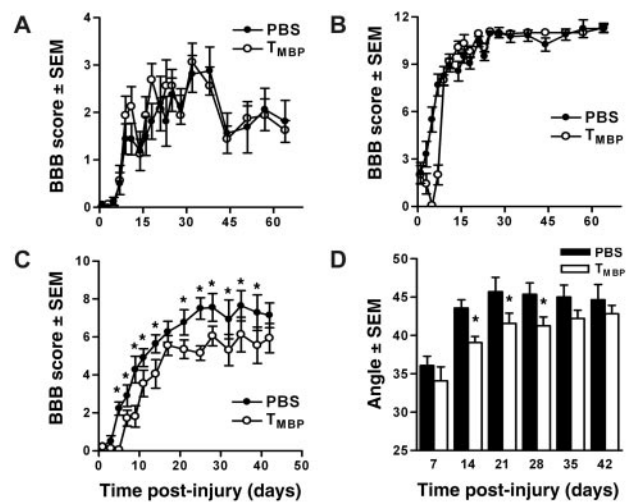 A
BBB score ± SEM
5
4
3
2
1
0
0 15 30 45 60
PBS
TMBP
B
BBB score ± SEM
12
9
6
3
0
0 15 30 45 60
PBS
TMBP
C
BBB score ± SEM
10
8
6
4
2
0
* * * * * * * * * * *
0 10 20 30 40 50
PBS
TMBP
Time post-injury (days)
D
Angle ± SEM
50
45
40
35
30
25
* * *
7 14 21 28 35 42
PBS
TMBP
Time post-injury (days)